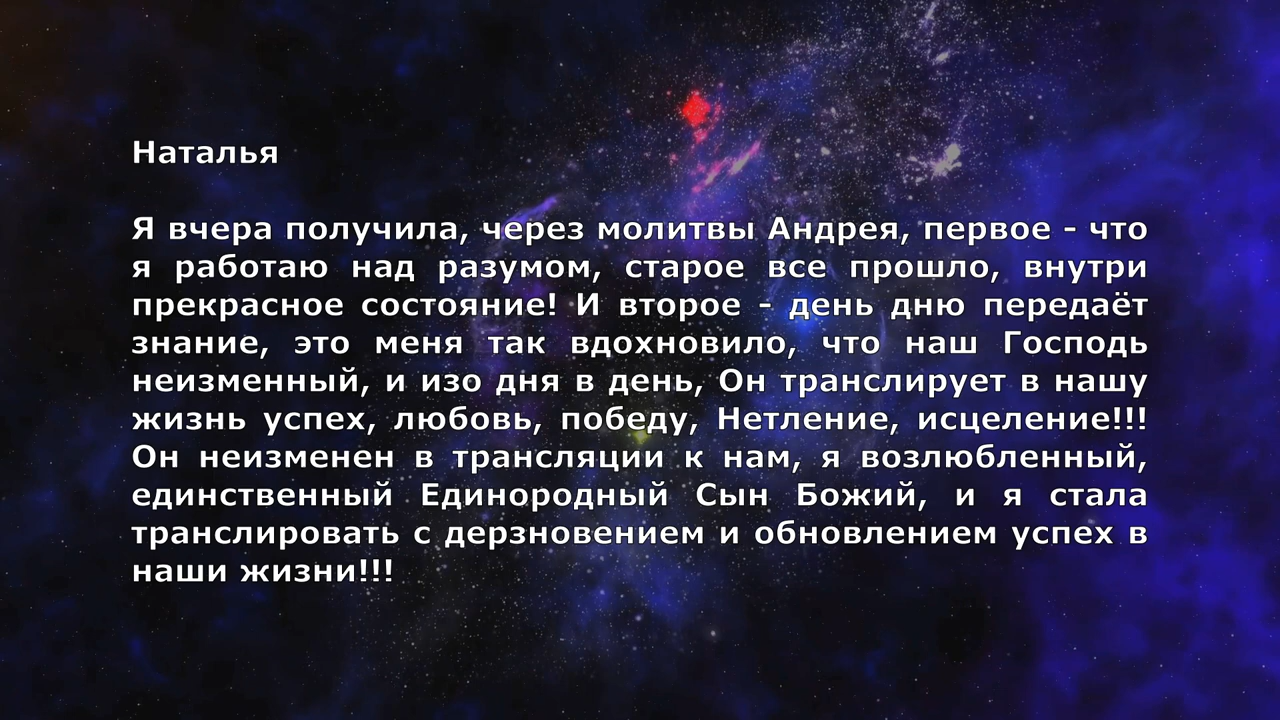 Наталья
Я вчера получила, через молитвы Андрея, первое - что
я работаю над разумом, старое все прошло, внутри
прекрасное состояние! И второе - день дню передаёт
знание, это меня так вдохновило, что наш Господь
неизменный, и изо дня в день, Он транслирует в нашу
жизнь успех, любовь, победу, Нетление, исцеление!!!
Он неизменен в трансляции к нам, я возлюбленный,
единственный Единородный Сын Божий, и я стала
транслировать с дерзновением и обновлением успех в
наши жизни!!!